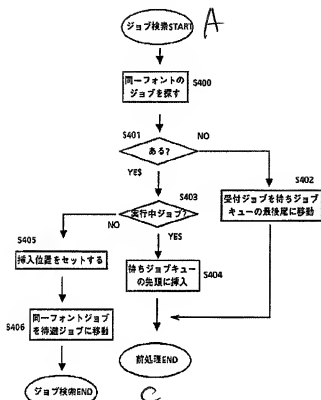 ジョブ検索START
A
同一フォントの
ジョブを探す
S400
S401
ある?
NO
YES
S402
受付ジョブを待ちジョブ
キューの最後尾に移動
S403
実行中ジョブ?
NO
YES
S405
挿入位置をセットする
S404
待ちジョブキューの
先頭に挿入
S406
同一フォントジョブ
を待避ジョブに移動
前処理END
ジョブ検索END
C